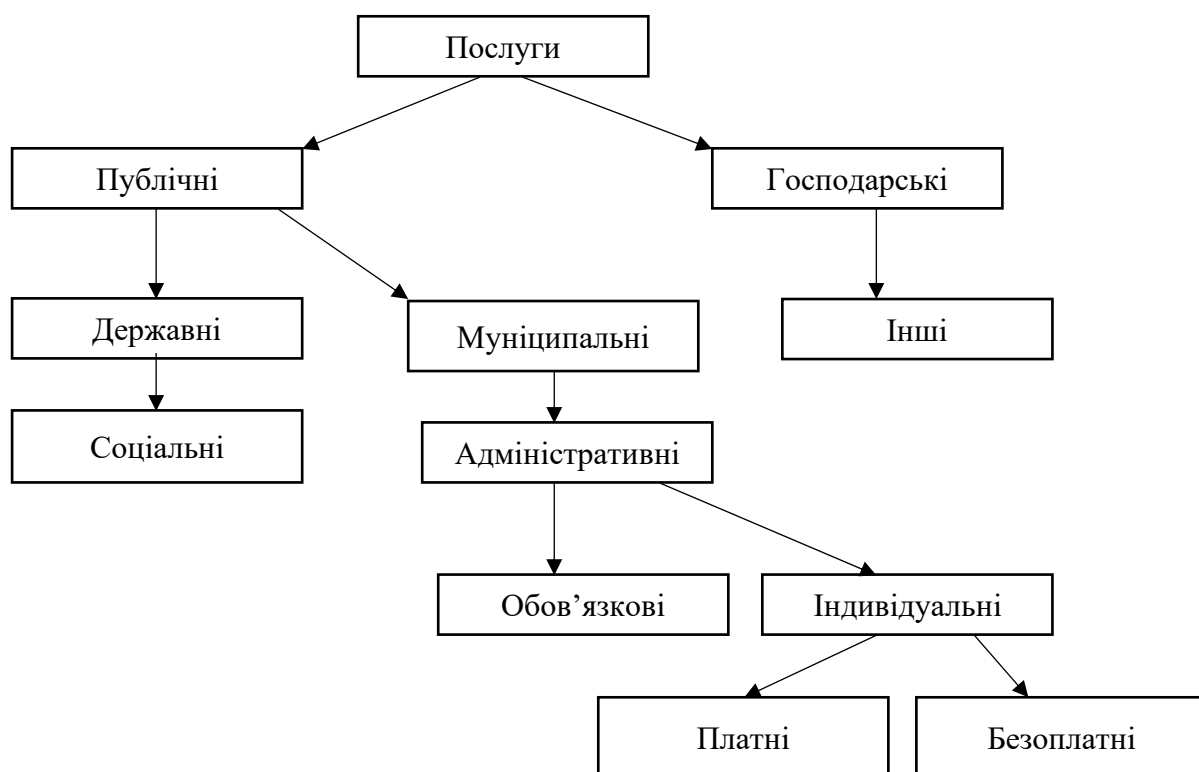 Послуги
Публічні
Господарські
Державні
Муніципальні
Інші
Соціальні
Адміністративні
Обов’язкові
Індивідуальні
Платні
Безоплатні